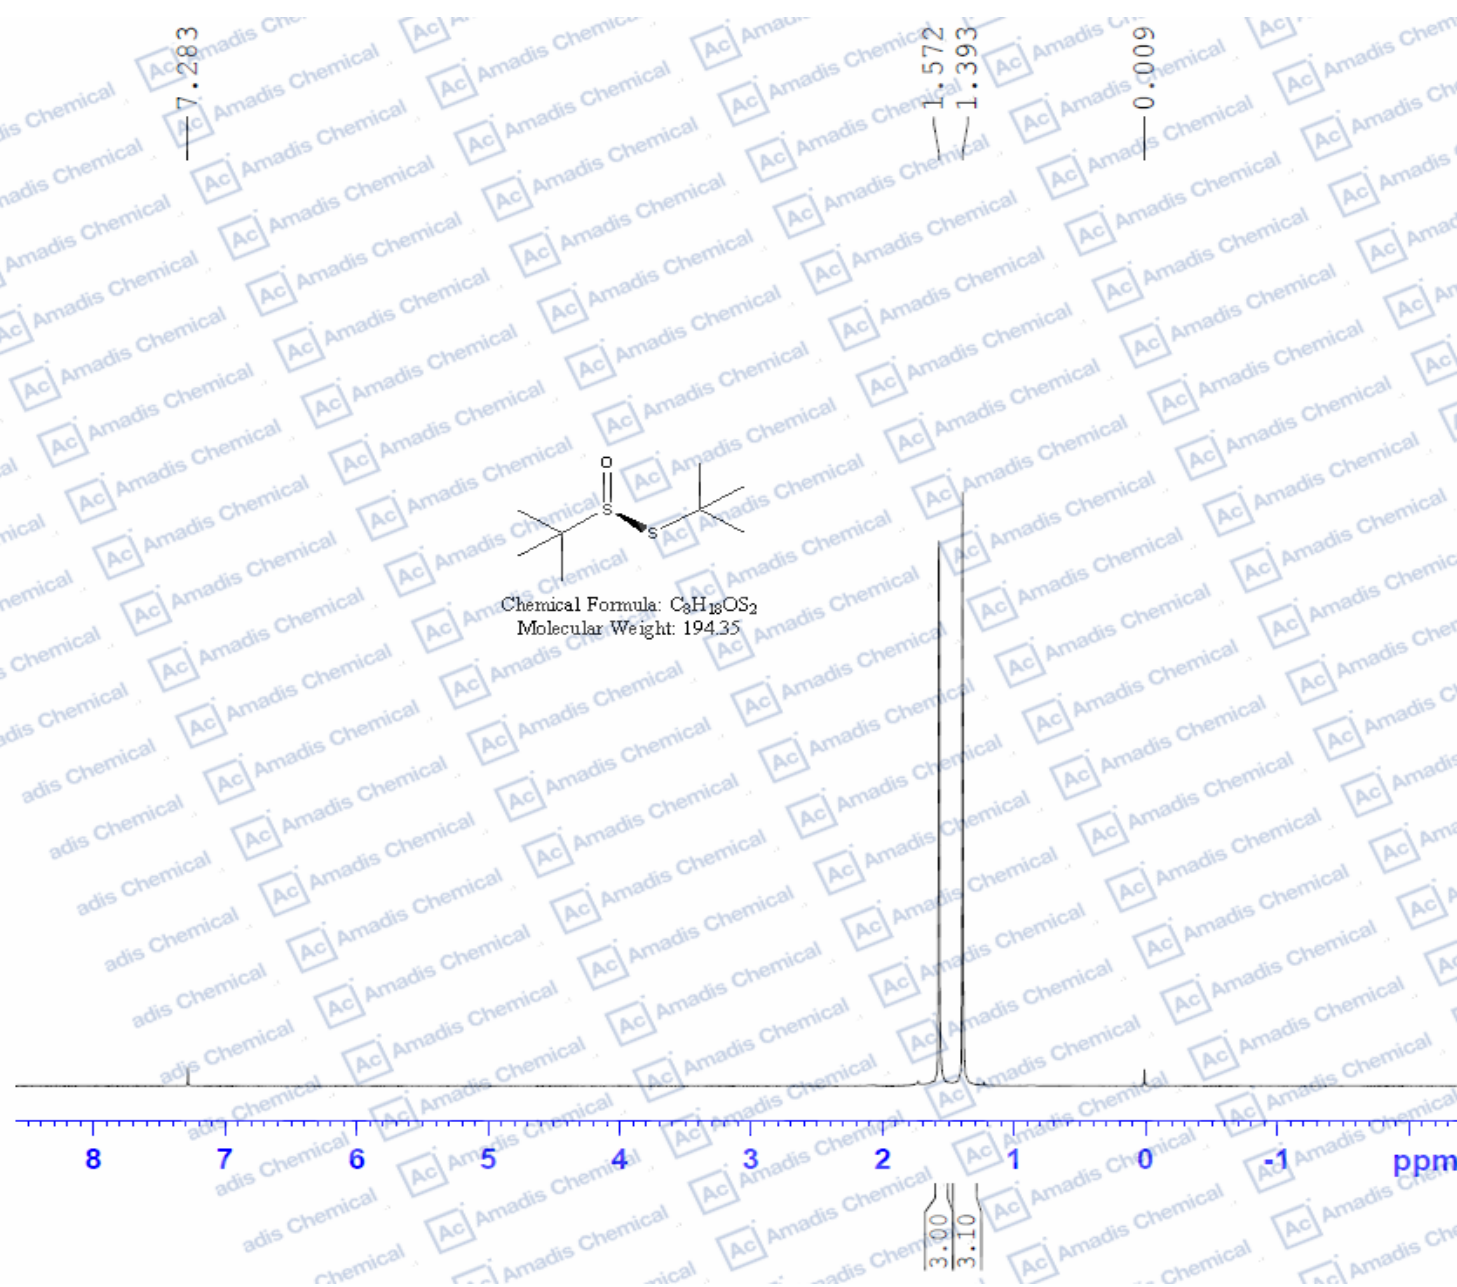 7.283
1.572
1.393
0.009
O
S
S
Chemical Formula: C₈H₁₈OS₂
Molecular Weight: 194.35
8 7 6 5 4 3 2 1 0 -1 ppm
3.00
3.10
Ac Amadis Chemical